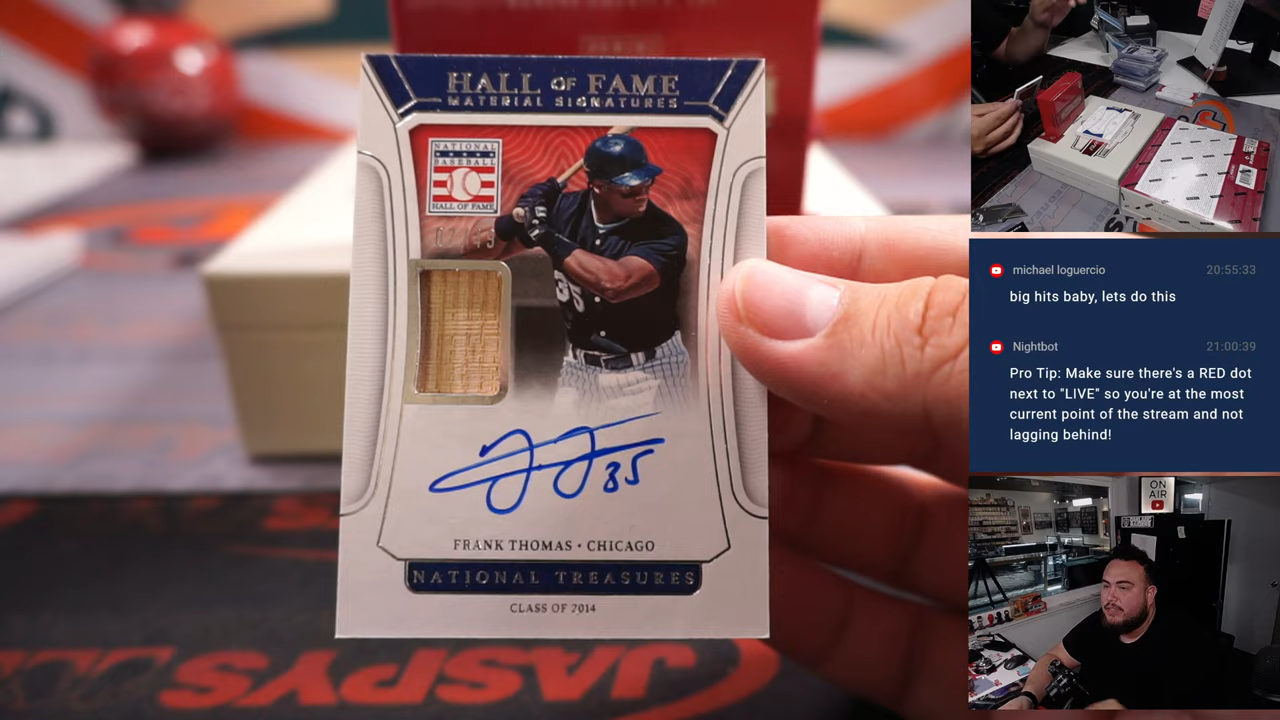 HALL OF FAME
MATERIAL SIGNATURES
NATIONAL
BASEBALL
HALL OF FAME
35
35
FRANK THOMAS • CHICAGO
NATIONAL TREASURES
CLASS OF 2014
JASPYS
michael loguercio 20:55:33
big hits baby, lets do this
Nightbot 21:00:39
Pro Tip: Make sure there's a RED dot
next to "LIVE" so you're at the most
current point of the stream and not
lagging behind!
ON
AIR